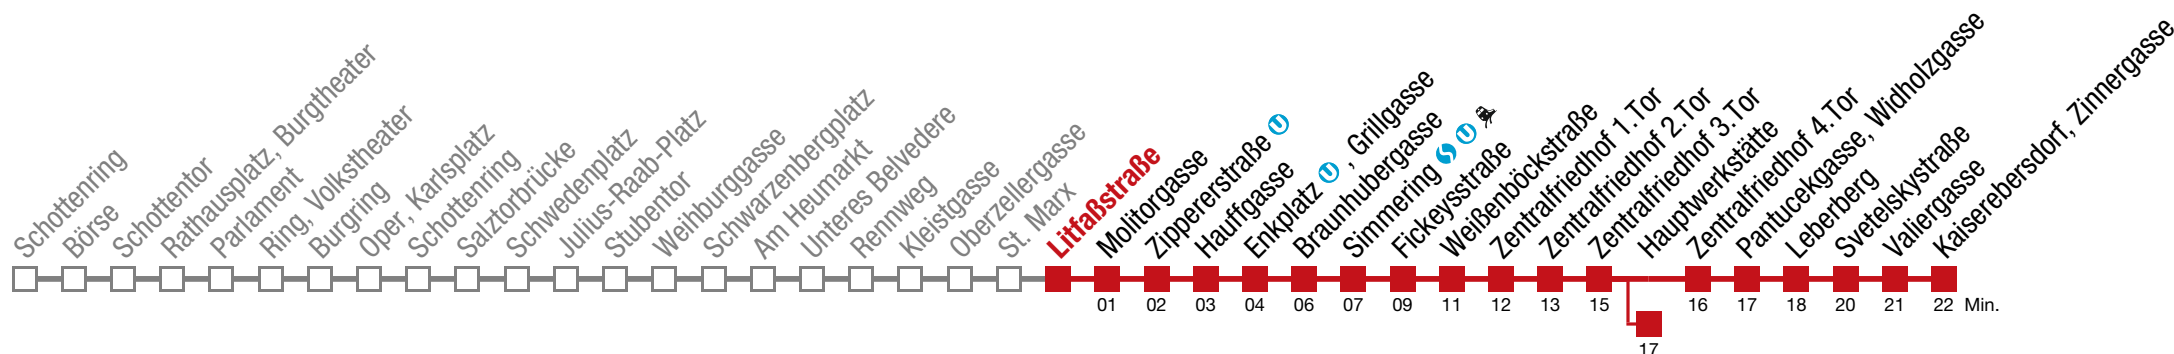 Schottenring
Börse
Schottentor
Rathausplatz, Burgtheater
Parlament
Ring, Volkstheater
Burgring
Oper, Karlsplatz
Schottenring
Salztorbrücke
Schwedenplatz
Julius-Raab-Platz
Stubentor
Weihburggasse
Schwarzenbergplatz
Am Heumarkt
Unteres Belvedere
Rennweg
Kleistgasse
Oberzellergasse
St. Marx
Litfaßstraße
Molitorgasse
Zippererstraße U
Hauffgasse
Enkplatz U , Grillgasse
Braunhubergasse
Simmering S U
Fickeysstraße
Weißenböckstraße
Zentralfriedhof 1.Tor
Zentralfriedhof 2.Tor
Zentralfriedhof 3.Tor
Hauptwerkstätte
Zentralfriedhof 4.Tor
Pantucekgasse, Widholzgasse
Leberberg
Svetelskystraße
Valiergasse
Kaiserebersdorf, Zinnergasse
01 02 03 04 06 07 09 11 12 13 15 16 17 18 20 21 22 Min.
17